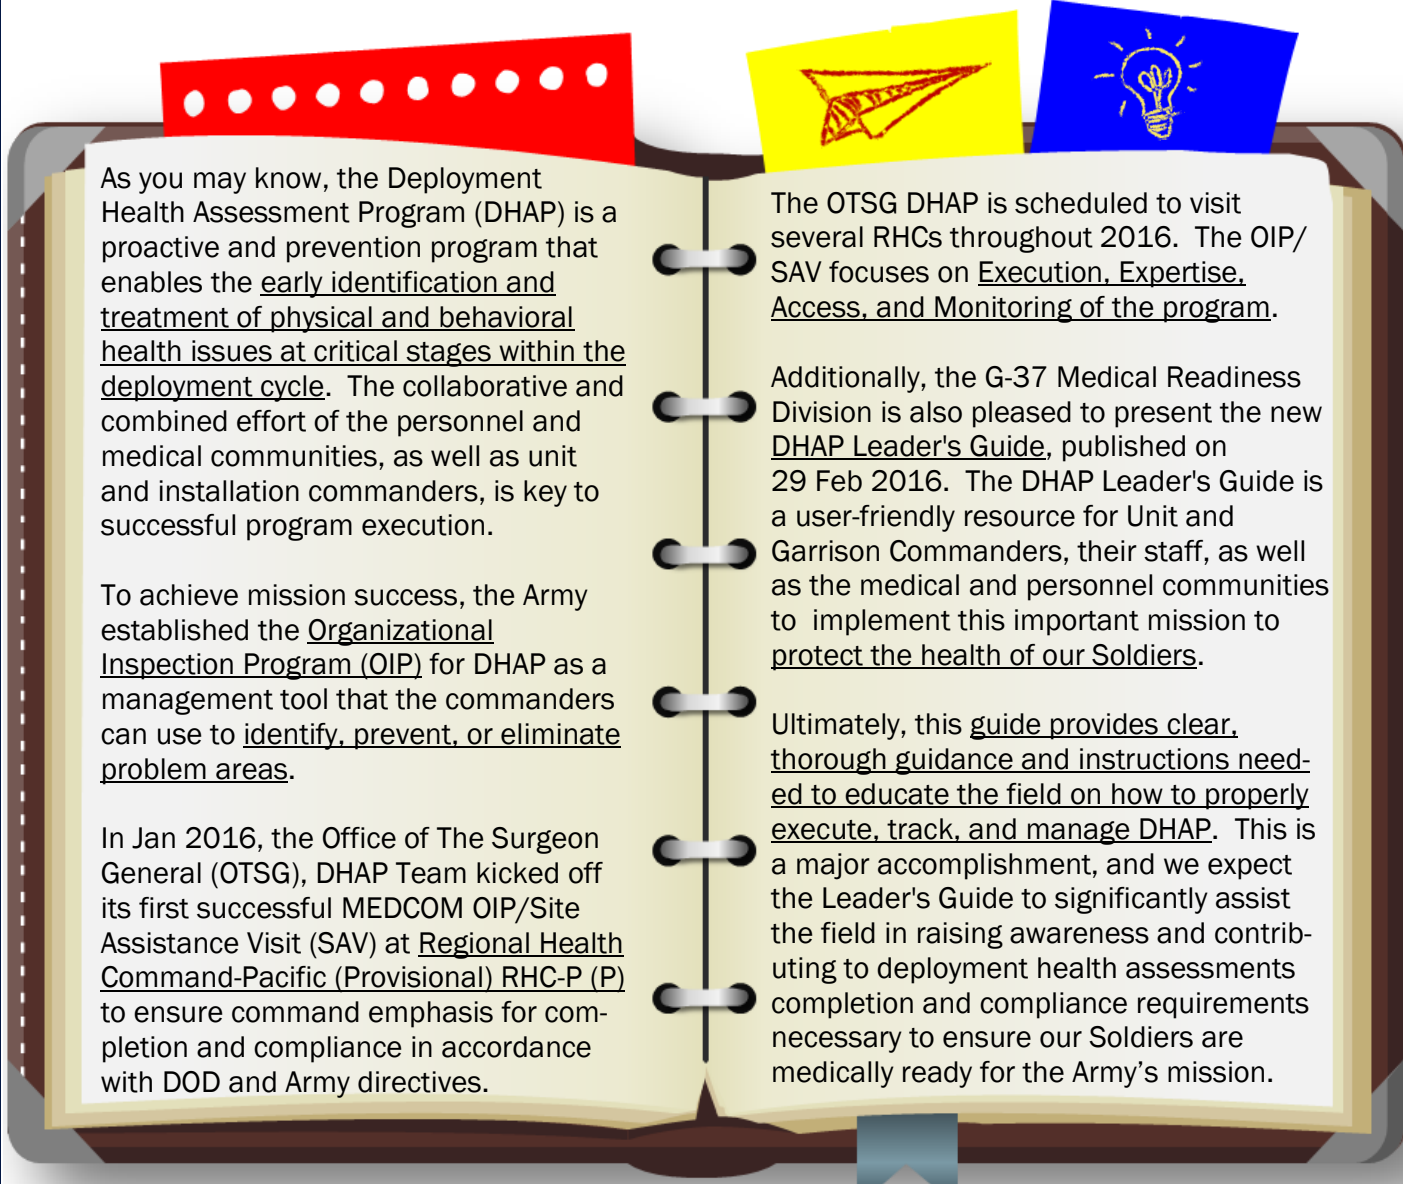 As you may know, the Deployment
Health Assessment Program (DHAP) is a
proactive and prevention program that
enables the early identification and
treatment of physical and behavioral
health issues at critical stages within the
deployment cycle.  The collaborative and
combined effort of the personnel and
medical communities, as well as unit
and installation commanders, is key to
successful program execution.
To achieve mission success, the Army
established the Organizational
Inspection Program (OIP) for DHAP as a
management tool that the commanders
can use to identify, prevent, or eliminate
problem areas.
In Jan 2016, the Office of The Surgeon
General (OTSG), DHAP Team kicked off
its first successful MEDCOM OIP/Site
Assistance Visit (SAV) at Regional Health
Command-Pacific (Provisional) RHC-P (P)
to ensure command emphasis for com-
pletion and compliance in accordance
with DOD and Army directives.
The OTSG DHAP is scheduled to visit
several RHCs throughout 2016.  The OIP/
SAV focuses on Execution, Expertise,
Access, and Monitoring of the program.
Additionally, the G-37 Medical Readiness
Division is also pleased to present the new
DHAP Leader's Guide, published on
29 Feb 2016.  The DHAP Leader's Guide is
a user-friendly resource for Unit and
Garrison Commanders, their staff, as well
as the medical and personnel communities
to  implement this important mission to
protect the health of our Soldiers.
Ultimately, this guide provides clear,
thorough guidance and instructions need-
ed to educate the field on how to properly
execute, track, and manage DHAP.  This is
a major accomplishment, and we expect
the Leader's Guide to significantly assist
the field in raising awareness and contrib-
uting to deployment health assessments
completion and compliance requirements
necessary to ensure our Soldiers are
medically ready for the Army’s mission.